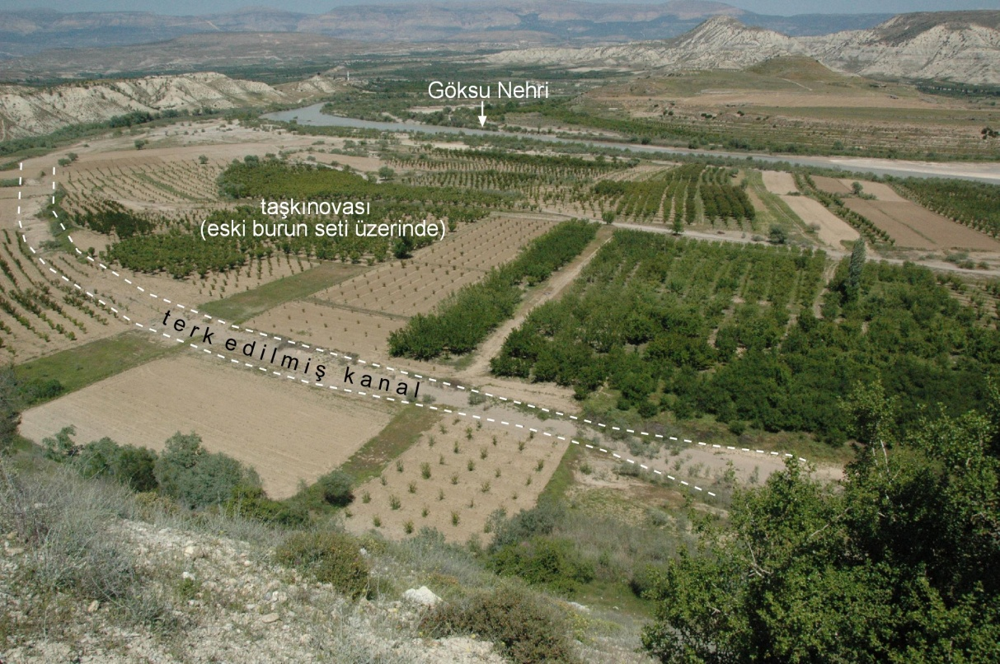 Göksu Nehri
taşkınovası
(eski burun seti üzerinde)
terk edilmiş kanal